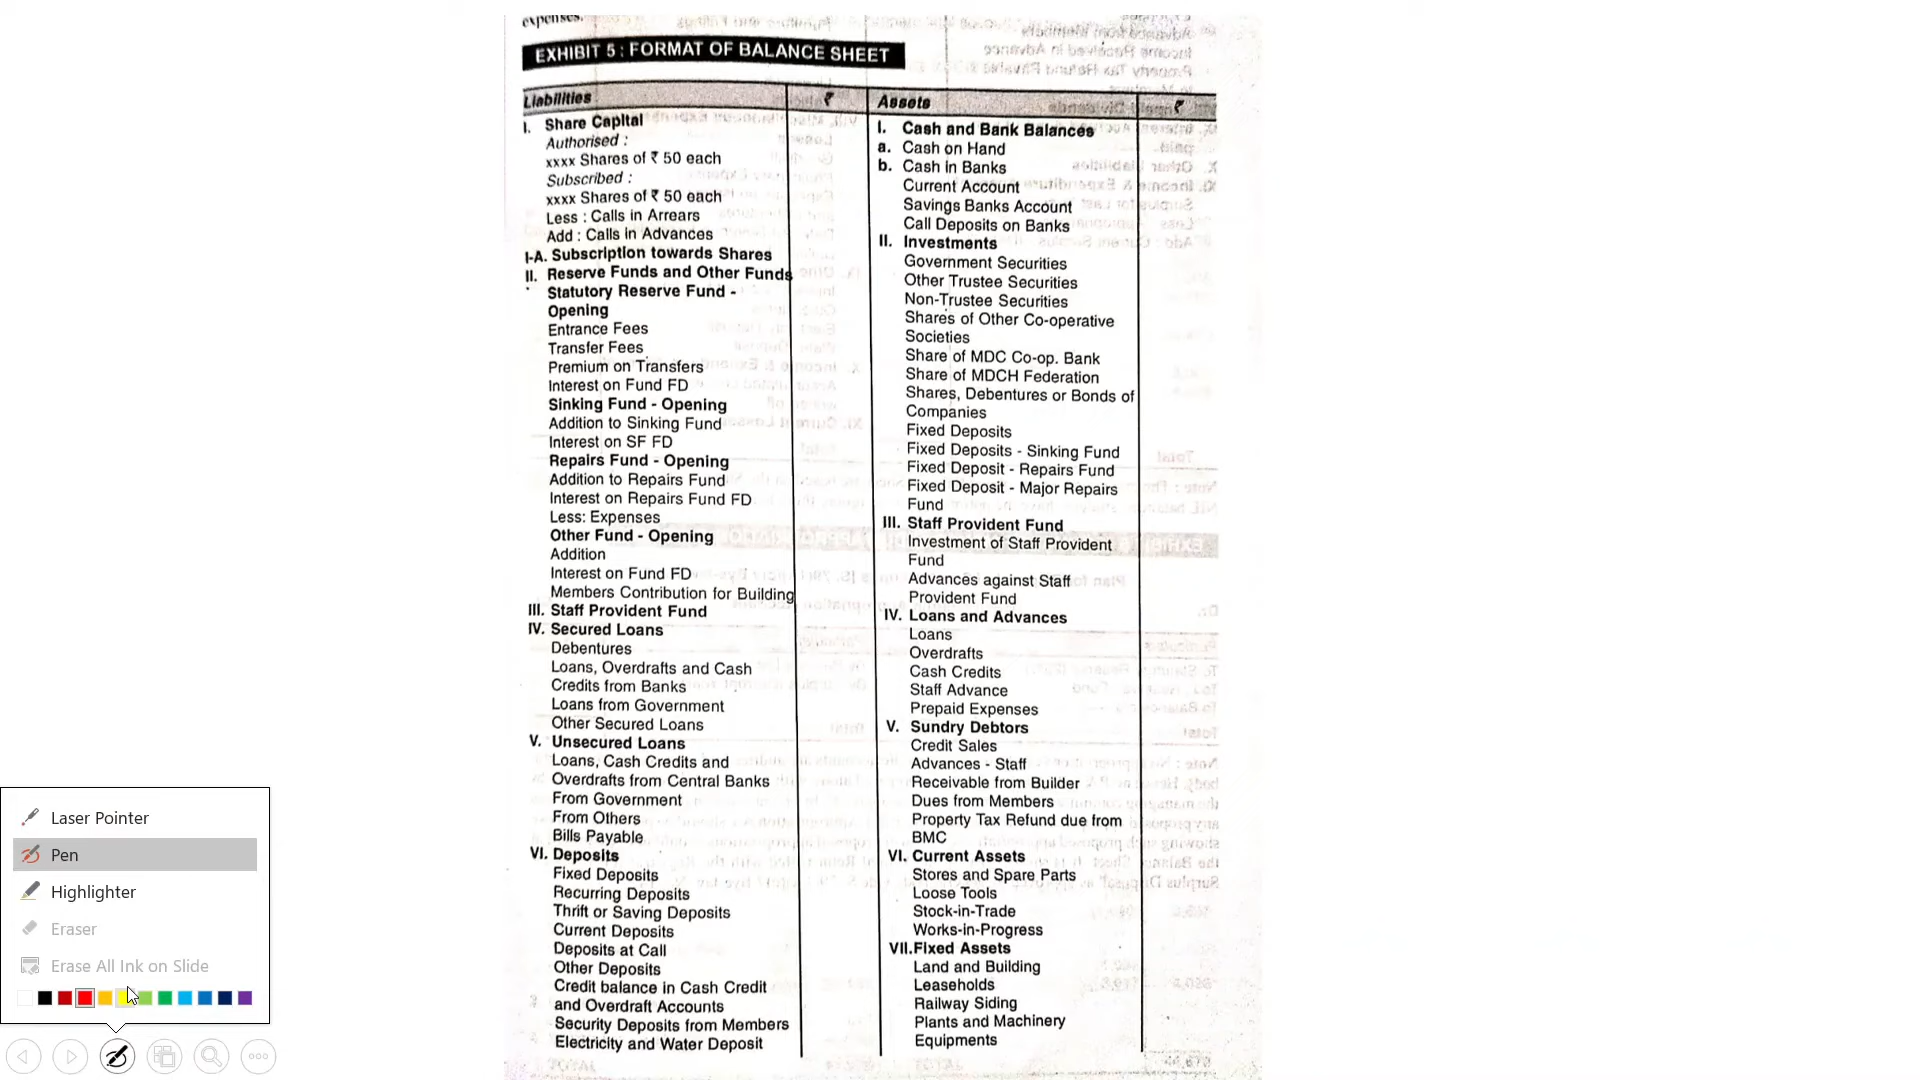 expenses.
EXHIBIT 5 : FORMAT OF BALANCE SHEET
Liabilities ₹
I. Share Capital
Authorised :
xxxx Shares of ₹ 50 each
Subscribed :
xxxx Shares of ₹ 50 each
Less : Calls in Arrears
Add : Calls in Advances
I-A. Subscription towards Shares
II. Reserve Funds and Other Funds
Statutory Reserve Fund -
Opening
Entrance Fees
Transfer Fees
Premium on Transfers
Interest on Fund FD
Sinking Fund - Opening
Addition to Sinking Fund
Interest on SF FD
Repairs Fund - Opening
Addition to Repairs Fund
Interest on Repairs Fund FD
Less: Expenses
Other Fund - Opening
Addition
Interest on Fund FD
Members Contribution for Building
III. Staff Provident Fund
IV. Secured Loans
Debentures
Loans, Overdrafts and Cash
Credits from Banks
Loans from Government
Other Secured Loans
V. Unsecured Loans
Loans, Cash Credits and
Overdrafts from Central Banks
From Government
From Others
Bills Payable
VI. Deposits
Fixed Deposits
Recurring Deposits
Thrift or Saving Deposits
Current Deposits
Deposits at Call
Other Deposits
Credit balance in Cash Credit
and Overdraft Accounts
Security Deposits from Members
Electricity and Water Deposit
Assets ₹
I. Cash and Bank Balances
a. Cash on Hand
b. Cash in Banks
Current Account
Savings Banks Account
Call Deposits on Banks
II. Investments
Government Securities
Other Trustee Securities
Non-Trustee Securities
Shares of Other Co-operative
Societies
Share of MDC Co-op. Bank
Share of MDCH Federation
Shares, Debentures or Bonds of
Companies
Fixed Deposits
Fixed Deposits - Sinking Fund
Fixed Deposit - Repairs Fund
Fixed Deposit - Major Repairs
Fund
III. Staff Provident Fund
Investment of Staff Provident
Fund
Advances against Staff
Provident Fund
IV. Loans and Advances
Loans
Overdrafts
Cash Credits
Staff Advance
Prepaid Expenses
V. Sundry Debtors
Credit Sales
Advances - Staff
Receivable from Builder
Dues from Members
Property Tax Refund due from
BMC
VI. Current Assets
Stores and Spare Parts
Loose Tools
Stock-in-Trade
Works-in-Progress
VII. Fixed Assets
Land and Building
Leaseholds
Railway Siding
Plants and Machinery
Equipments
Laser Pointer
Pen
Highlighter
Eraser
Erase All Ink on Slide